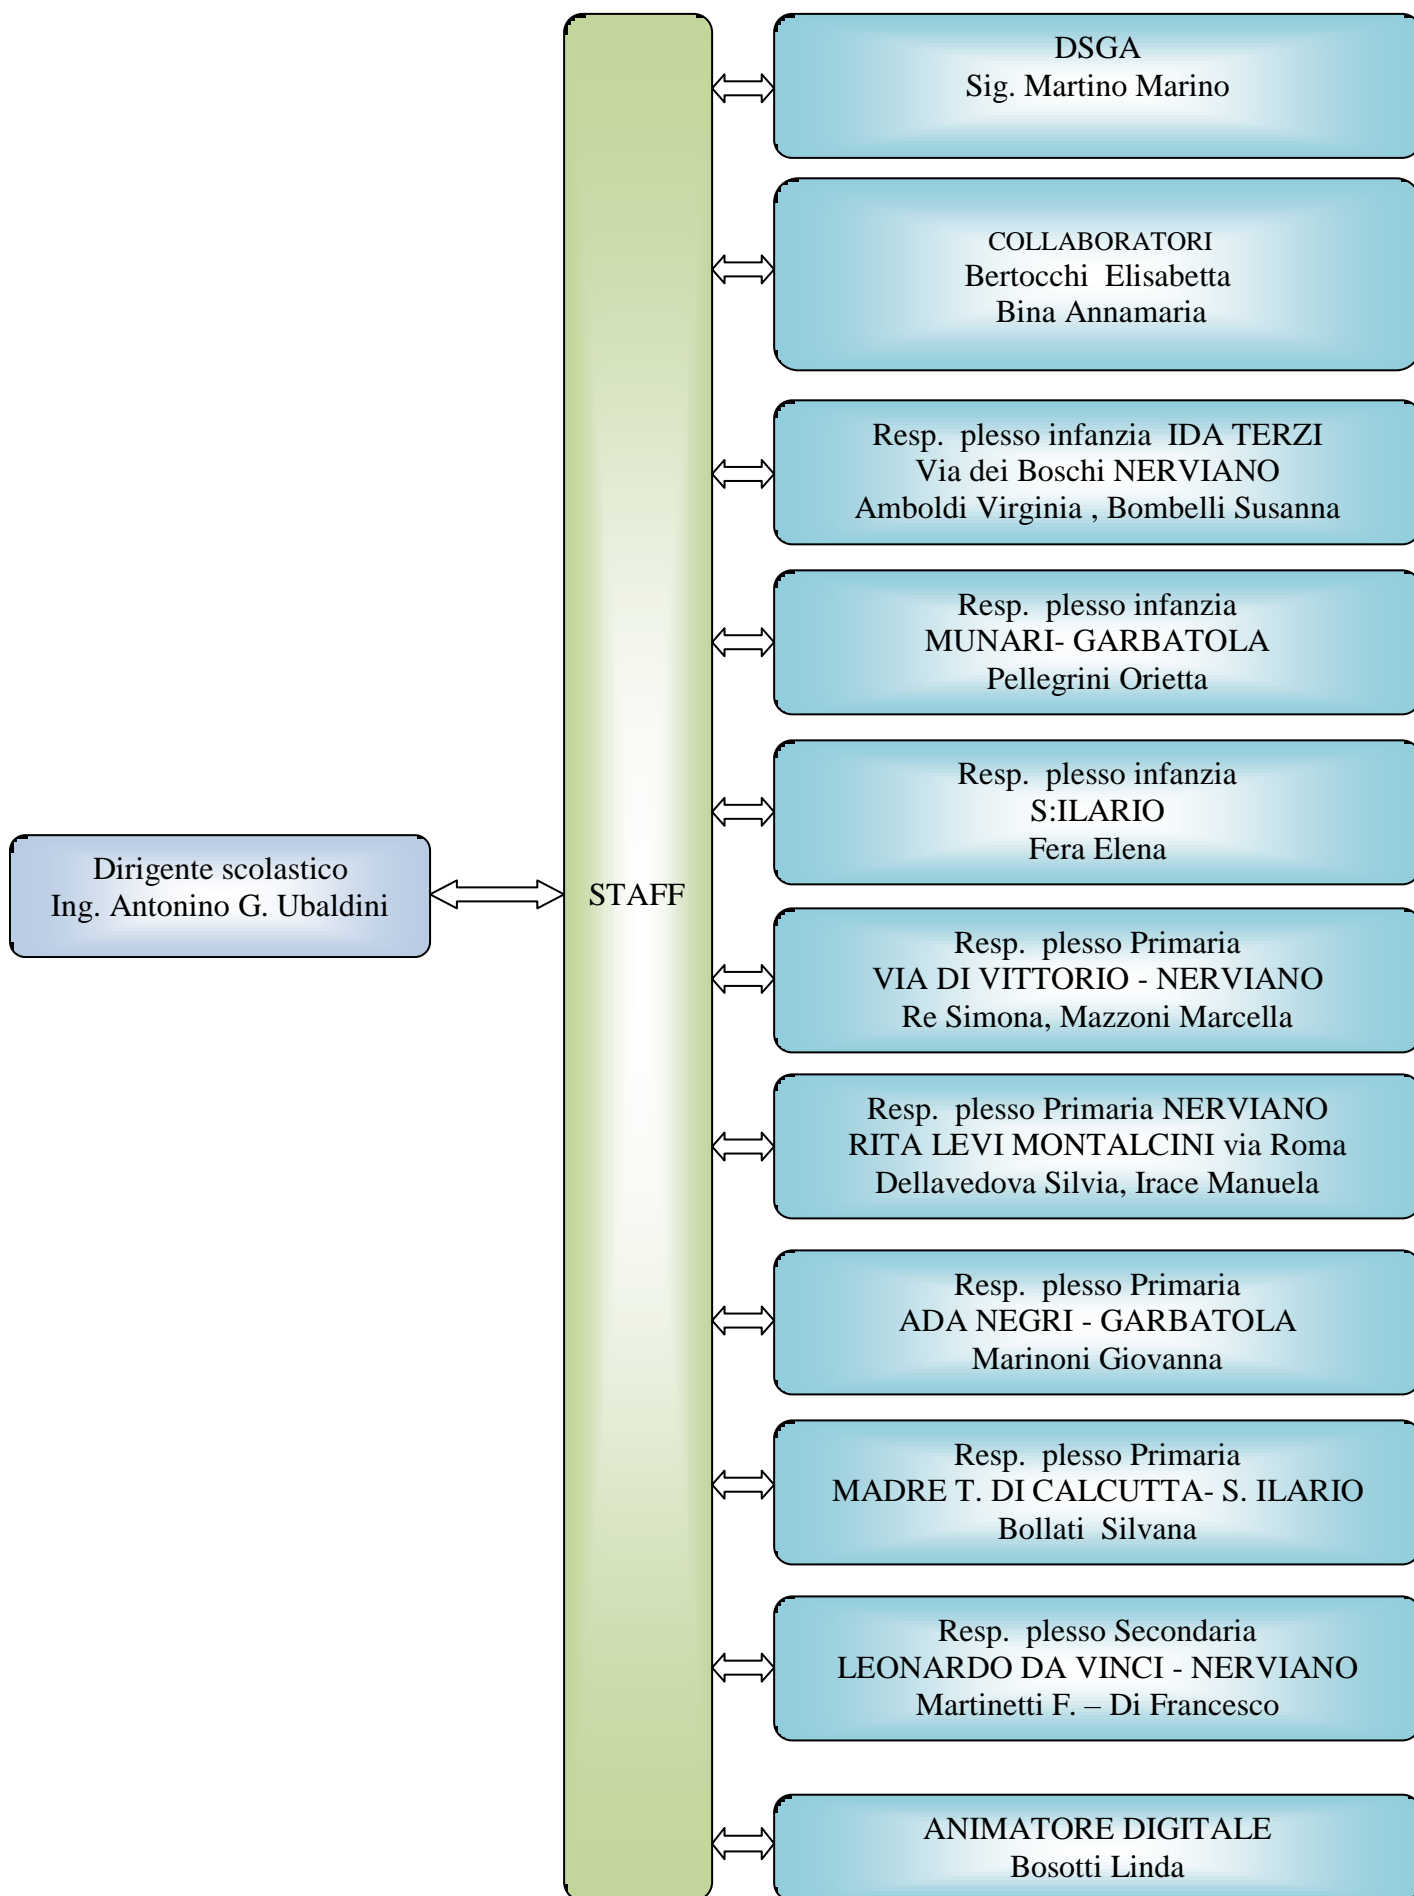 Dirigente scolastico
Ing. Antonino G. Ubaldini
STAFF
DSGA
Sig. Martino Marino
COLLABORATORI
Bertocchi  Elisabetta
Bina Annamaria
Resp.  plesso infanzia  IDA TERZI
Via dei Boschi NERVIANO
Amboldi Virginia , Bombelli Susanna
Resp.  plesso infanzia
MUNARI- GARBATOLA
Pellegrini Orietta
Resp.  plesso infanzia
S:ILARIO
Fera Elena
Resp.  plesso Primaria
VIA DI VITTORIO - NERVIANO
Re Simona, Mazzoni Marcella
Resp.  plesso Primaria NERVIANO
RITA LEVI MONTALCINI via Roma
Dellavedova Silvia, Irace Manuela
Resp.  plesso Primaria
ADA NEGRI - GARBATOLA
Marinoni Giovanna
Resp.  plesso Primaria
MADRE T. DI CALCUTTA- S. ILARIO
Bollati  Silvana
Resp.  plesso Secondaria
LEONARDO DA VINCI - NERVIANO
Martinetti F. – Di Francesco
ANIMATORE DIGITALE
Bosotti Linda